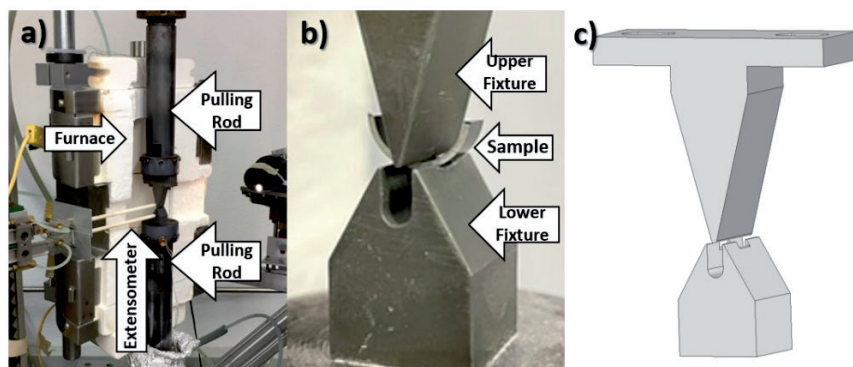 a)
Furnace
Pulling
Rod
Extensometer
Pulling
Rod
b)
Upper
Fixture
Sample
Lower
Fixture
c)